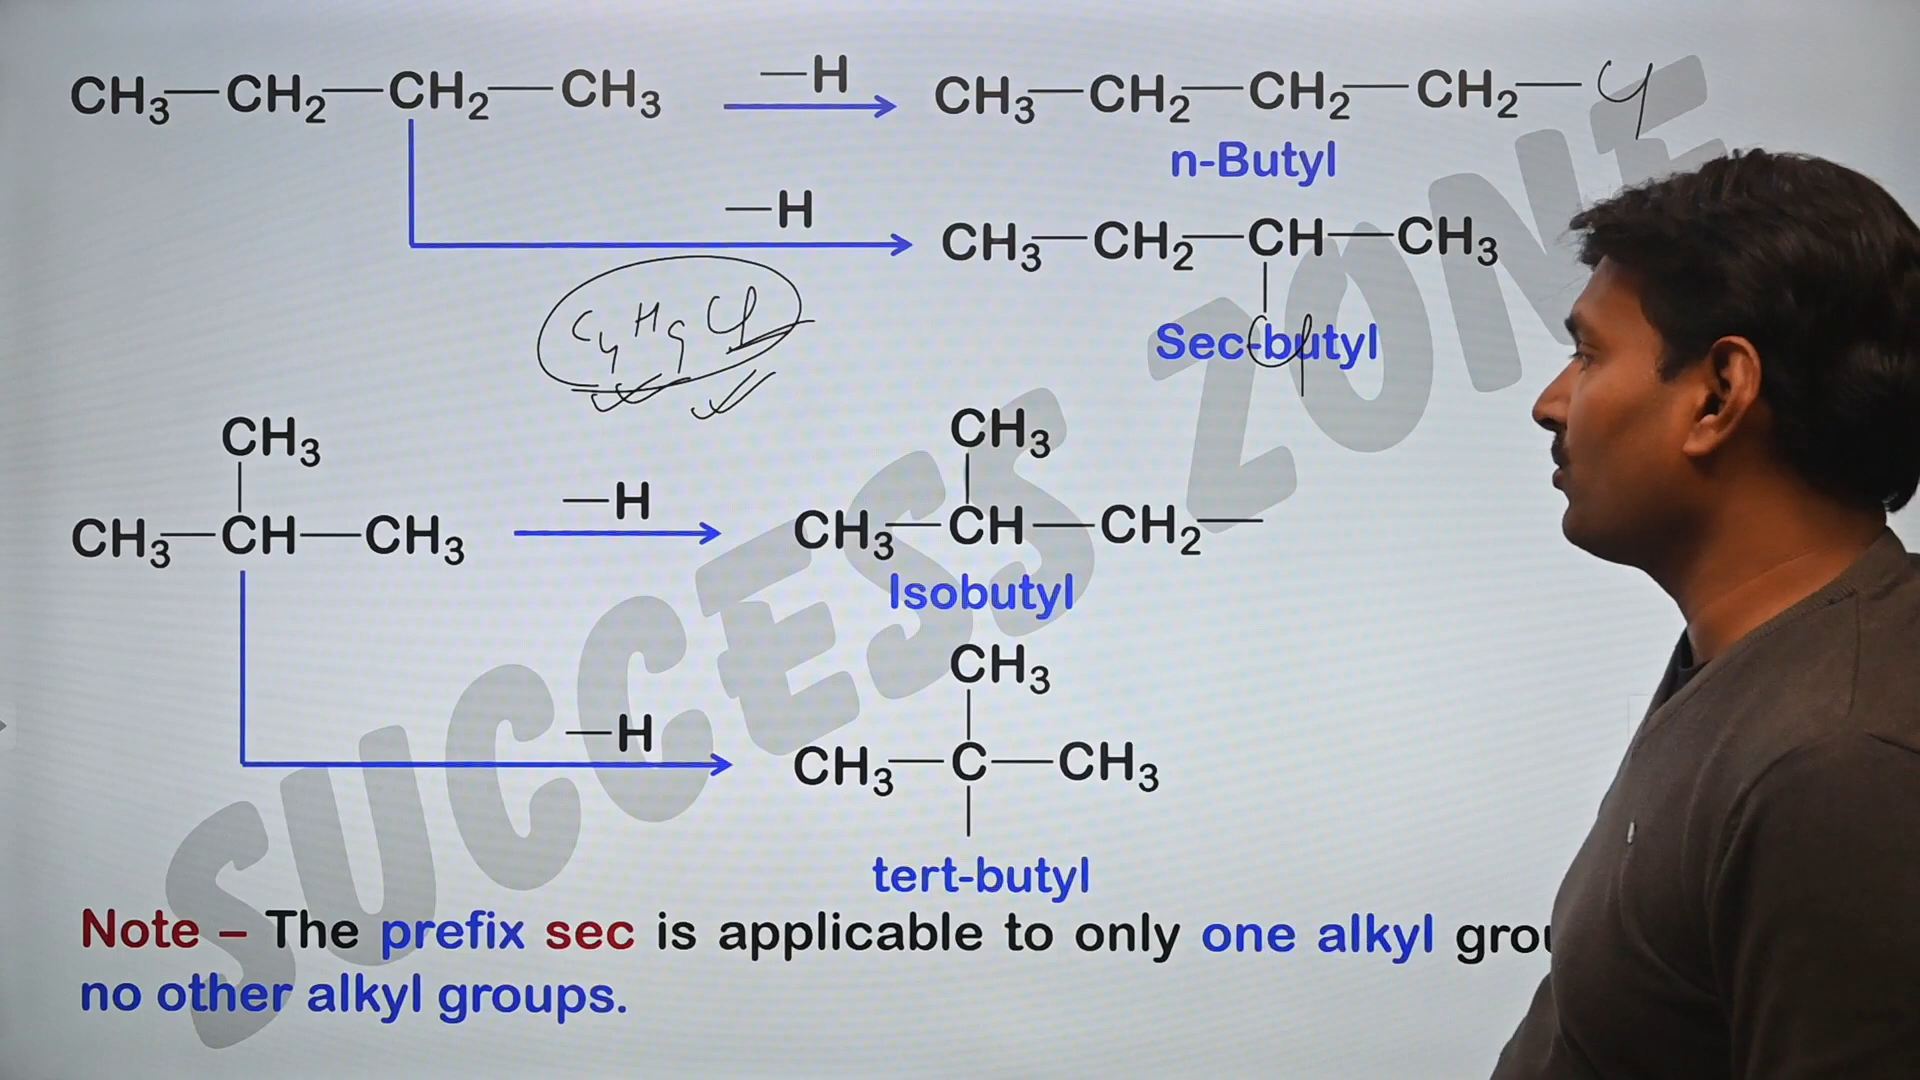 CH3—CH2—CH2—CH3 —H CH3—CH2—CH2—CH2—Cl
n-Butyl
—H CH3—CH2—CH—CH3
Cl
Sec-butyl
C4H9Cl
CH3
CH3—CH—CH3 —H
CH3
CH3—CH—CH2—
Isobutyl
—H
CH3
CH3—C—CH3
tert-butyl
Note – The prefix sec is applicable to only one alkyl
no other alkyl groups.
SUCCESS ZONE